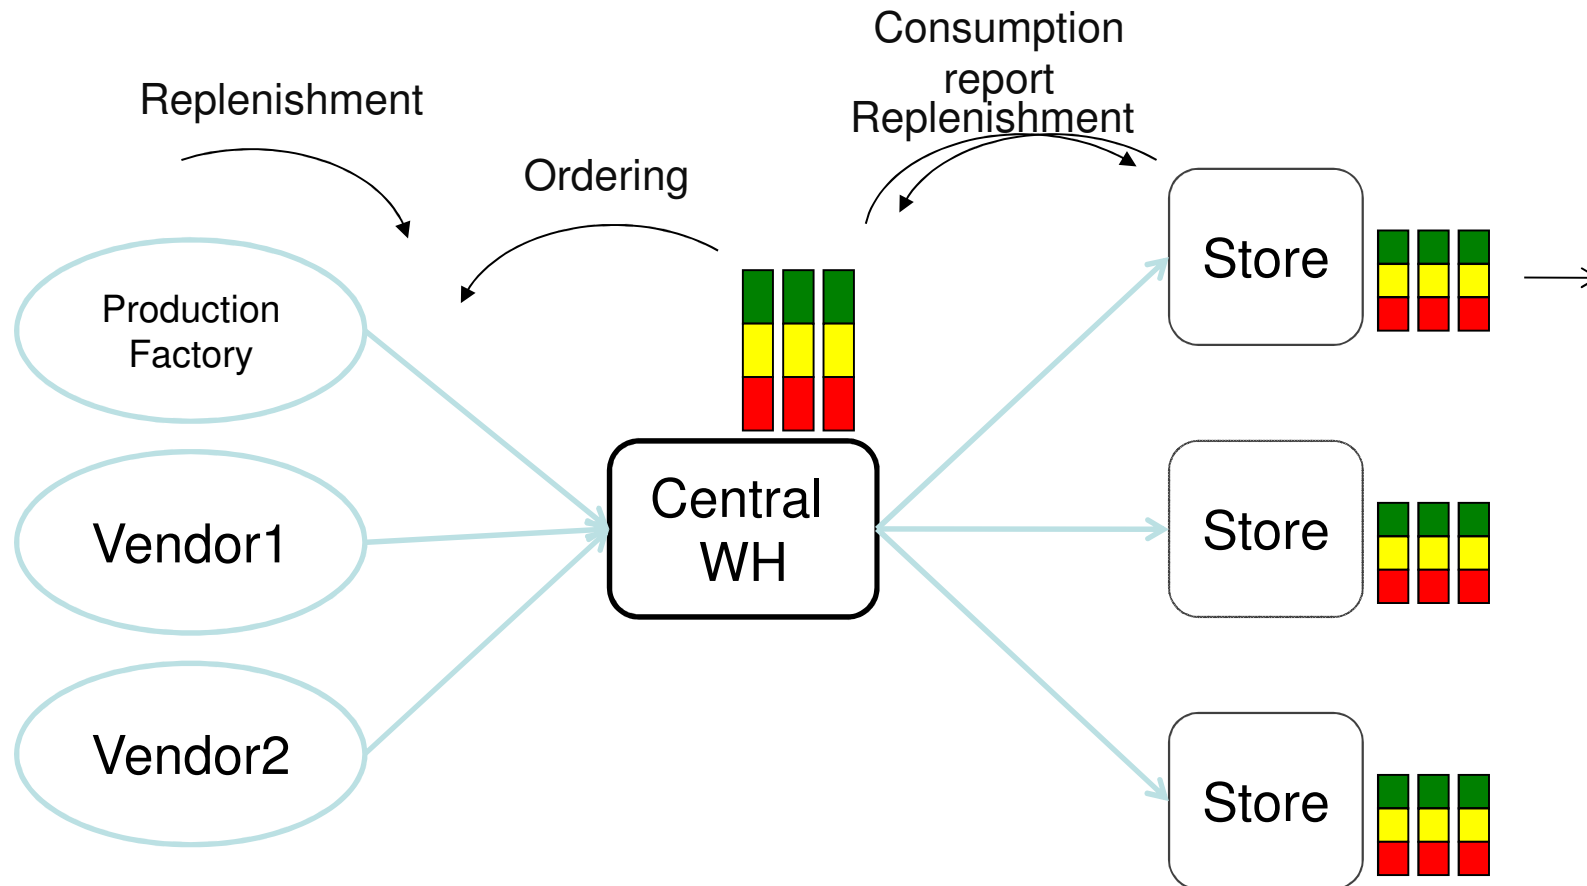 Consumption
report
Replenishment
Replenishment
Ordering
Production
Factory
Vendor1
Vendor2
Central
WH
Store
Store
Store